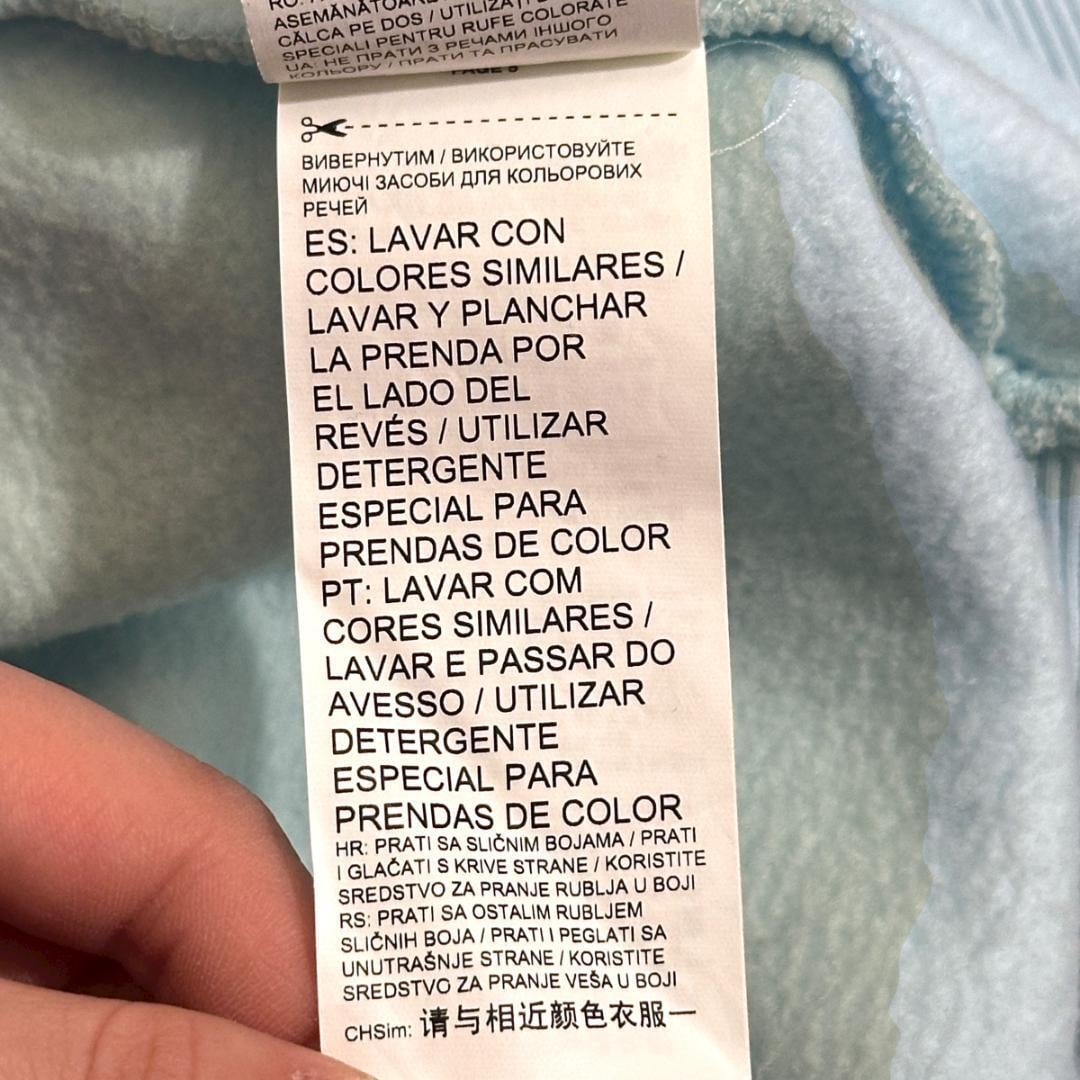 ASEMĂNĂTOARE
CĂLCA PE DOS / UTILIZAȚI
SPECIALI PENTRU RUFE COLORATE
UA: НЕ ПРАТИ З РЕЧАМИ ІНШОГО
КОЛЬОРУ / ПРАТИ ТА ПРАСУВАТИ
PAGE 5
ВИВЕРНУТИМ / ВИКОРИСТОВУЙТЕ
МИЮЧІ ЗАСОБИ ДЛЯ КОЛЬОРОВИХ
РЕЧЕЙ
ES: LAVAR CON
COLORES SIMILARES /
LAVAR Y PLANCHAR
LA PRENDA POR
EL LADO DEL
REVÉS / UTILIZAR
DETERGENTE
ESPECIAL PARA
PRENDAS DE COLOR
PT: LAVAR COM
CORES SIMILARES /
LAVAR E PASSAR DO
AVESSO / UTILIZAR
DETERGENTE
ESPECIAL PARA
PRENDAS DE COLOR
HR: PRATI SA SLIČNIM BOJAMA / PRATI
I GLAČATI S KRIVE STRANE / KORISTITE
SREDSTVO ZA PRANJE RUBLJA U BOJI
RS: PRATI SA OSTALIM RUBLJEM
SLIČNIH BOJA / PRATI I PEGLATI SA
UNUTRAŠNJE STRANE / KORISTITE
SREDSTVO ZA PRANJE VEŠA U BOJI
CHSim: 请与相近颜色衣服一